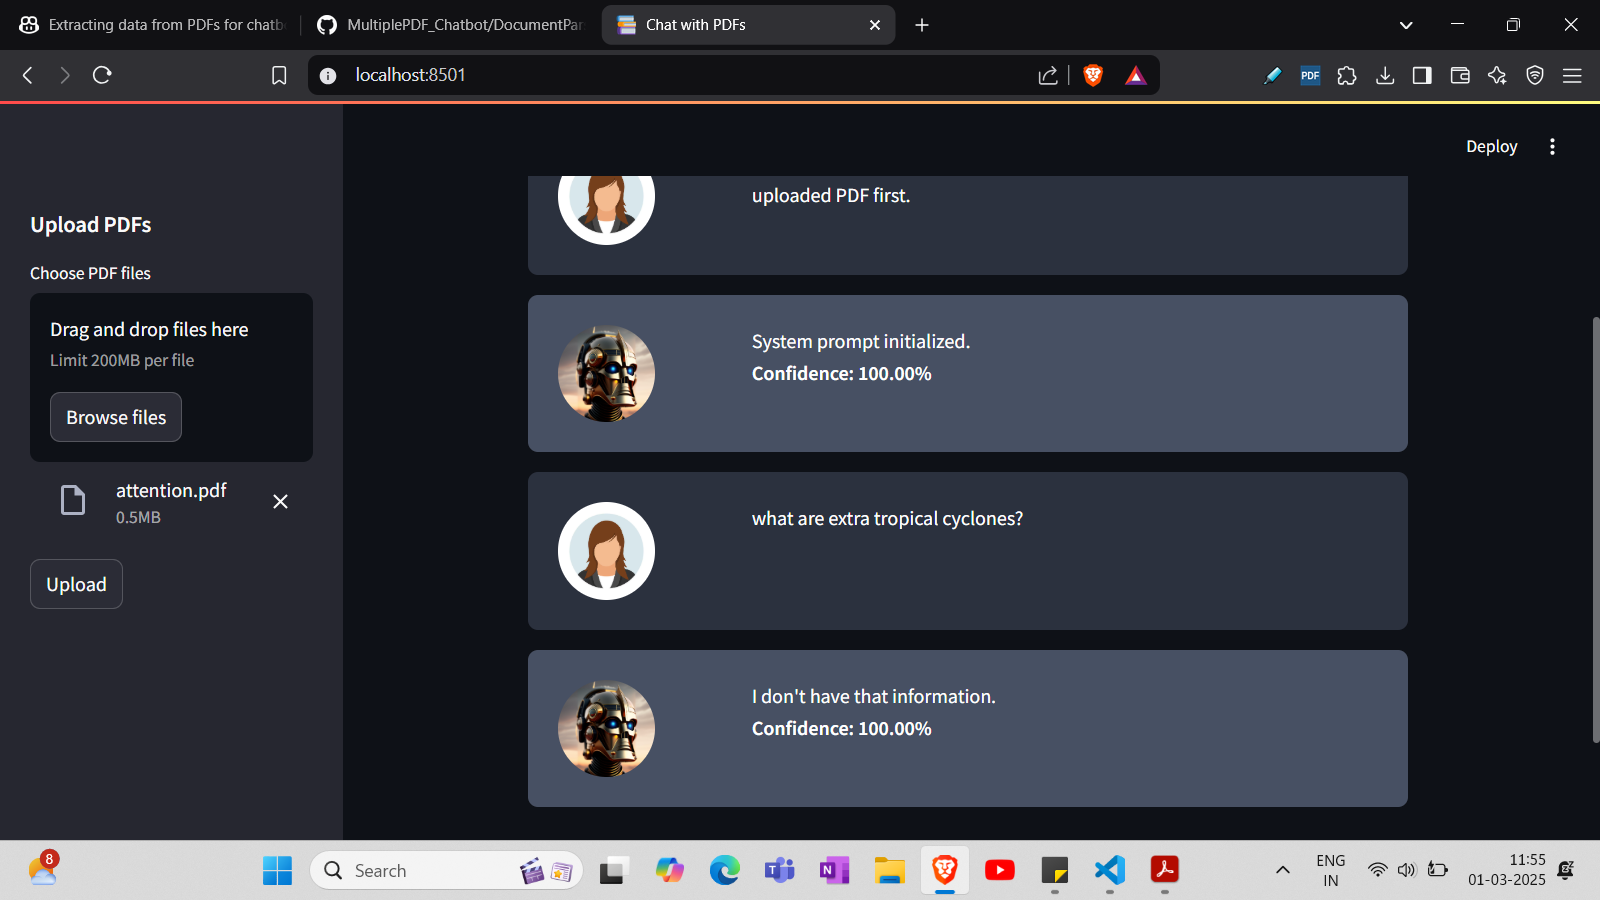 Extracting data from PDFs for chatb
MultiplePDF_Chatbot/DocumentPar
Chat with PDFs
localhost:8501
PDF
Deploy
Upload PDFs
Choose PDF files
Drag and drop files here
Limit 200MB per file
Browse files
attention.pdf
0.5MB
Upload
uploaded PDF first.
System prompt initialized.
Confidence: 100.00%
what are extra tropical cyclones?
I don't have that information.
Confidence: 100.00%
8
Search
ENG
IN
11:55
01-03-2025